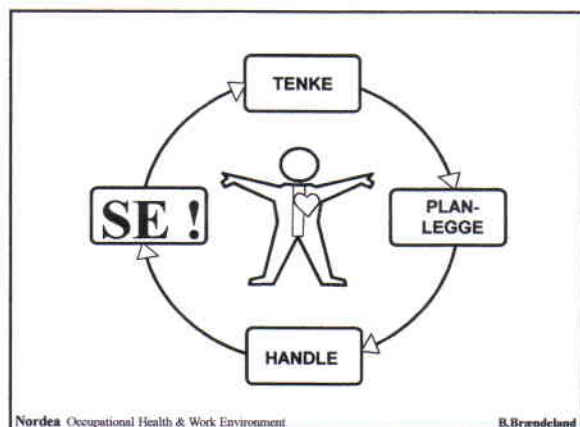 TENKE
SE !
PLAN-
LEGGE
HANDLE
Nordea Occupational Health & Work Environment
B.Brændeland